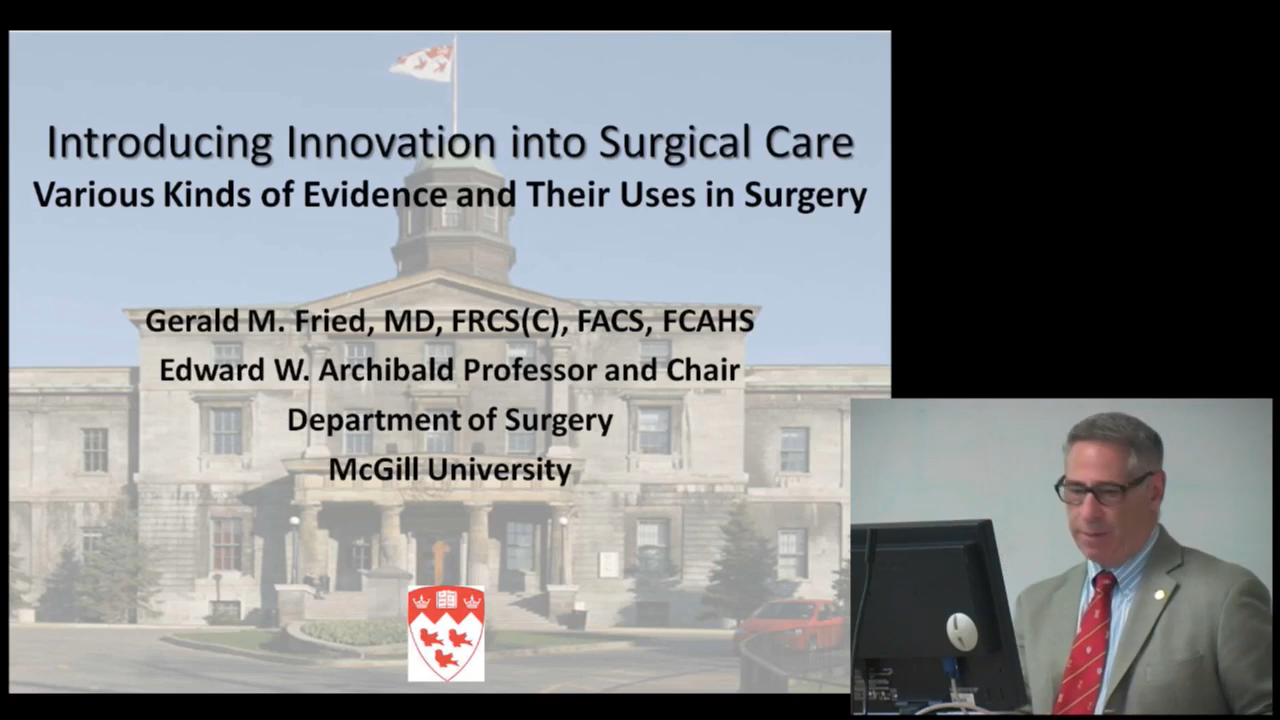 Introducing Innovation into Surgical Care
Various Kinds of Evidence and Their Uses in Surgery
Gerald M. Fried, MD, FRCS(C), FACS, FCAHS
Edward W. Archibald Professor and Chair
Department of Surgery
McGill University